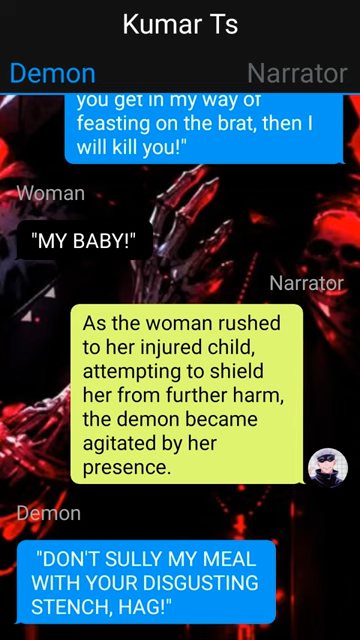 Kumar Ts
Demon
Narrator
you get in my way of
feasting on the brat, then I
will kill you!"
Woman
"MY BABY!"
Narrator
As the woman rushed
to her injured child,
attempting to shield
her from further harm,
the demon became
agitated by her
presence.
Demon
"DON'T SULLY MY MEAL
WITH YOUR DISGUSTING
STENCH, HAG!"